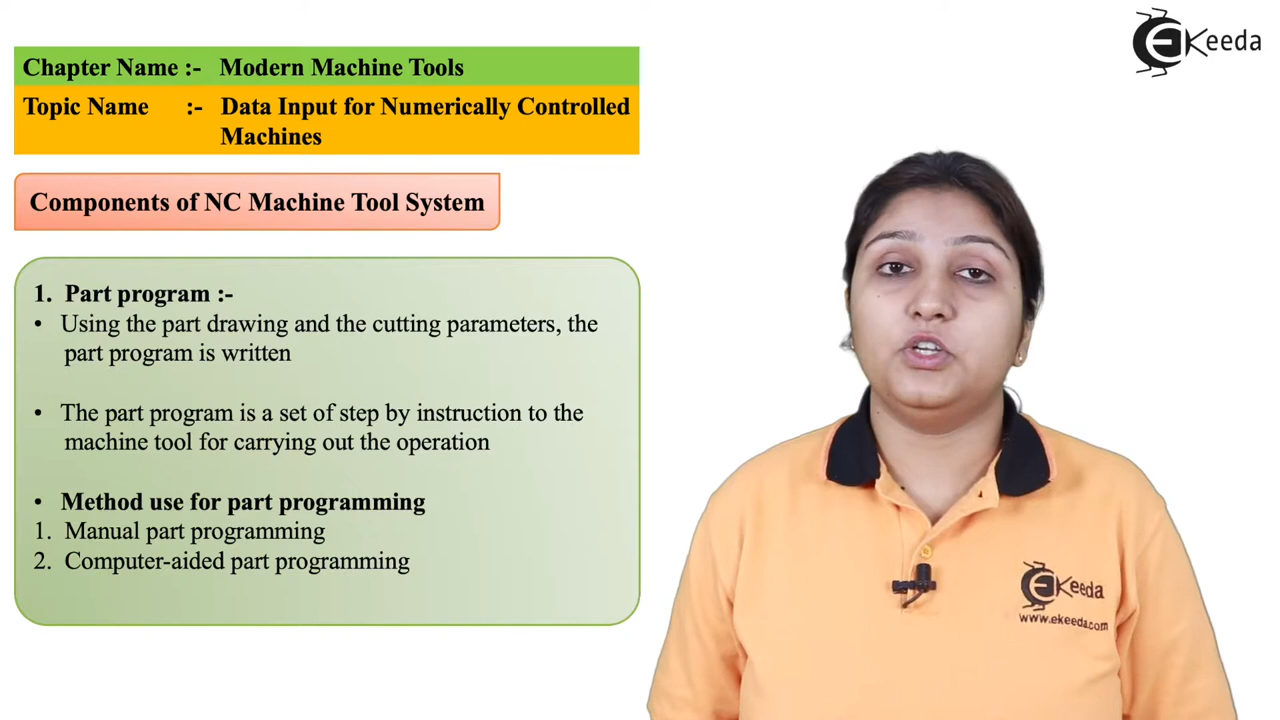 Chapter Name :- Modern Machine Tools
Topic Name :- Data Input for Numerically Controlled
Machines
Components of NC Machine Tool System
1. Part program :-
• Using the part drawing and the cutting parameters, the
part program is written
• The part program is a set of step by instruction to the
machine tool for carrying out the operation
• Method use for part programming
1. Manual part programming
2. Computer-aided part programming
EKeeda
EKeeda
www.ekeeda.com